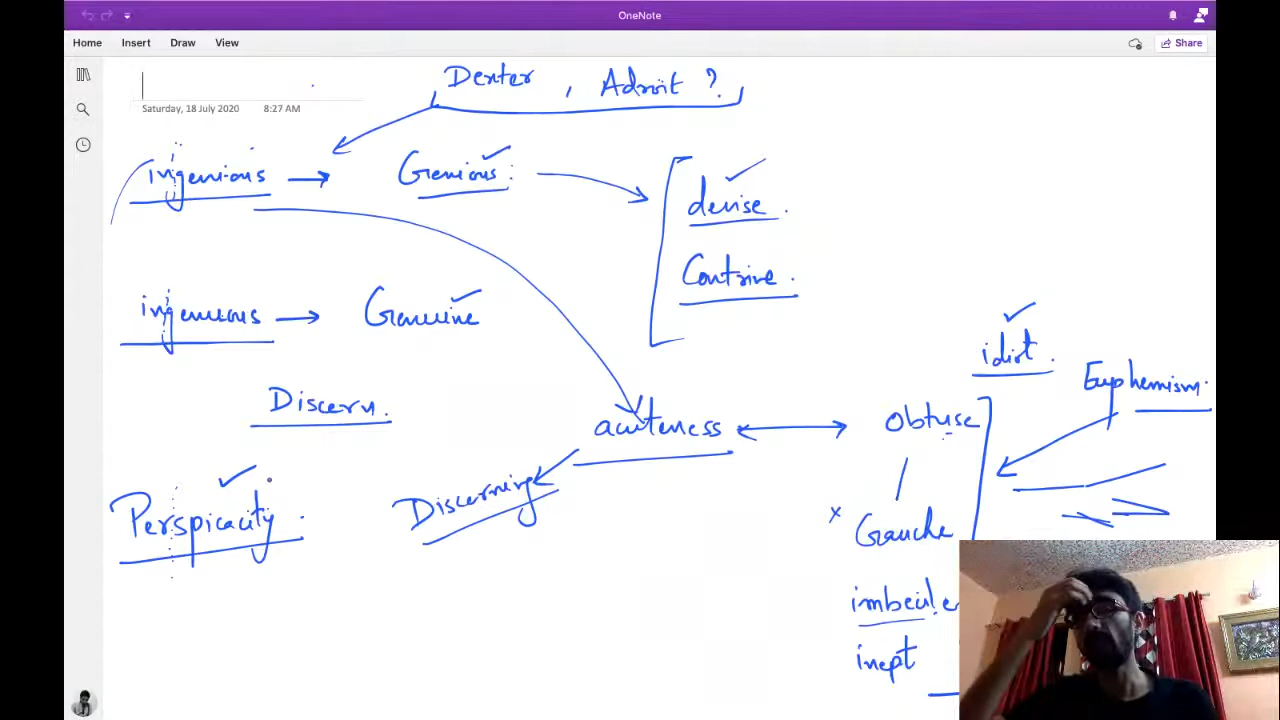 OneNote
Home Insert Draw View Share
Dexter , Adroit ?
Saturday, 18 July 2020 8:27 AM
ingenious → Genious :
devise .
Contrive .
ingenuous → Genuine
idiot .
Euphemism .
Discern .
acuteness ↔ Obtuse
Discerning
Perspicacity .
x Gauche
imbecile
inept